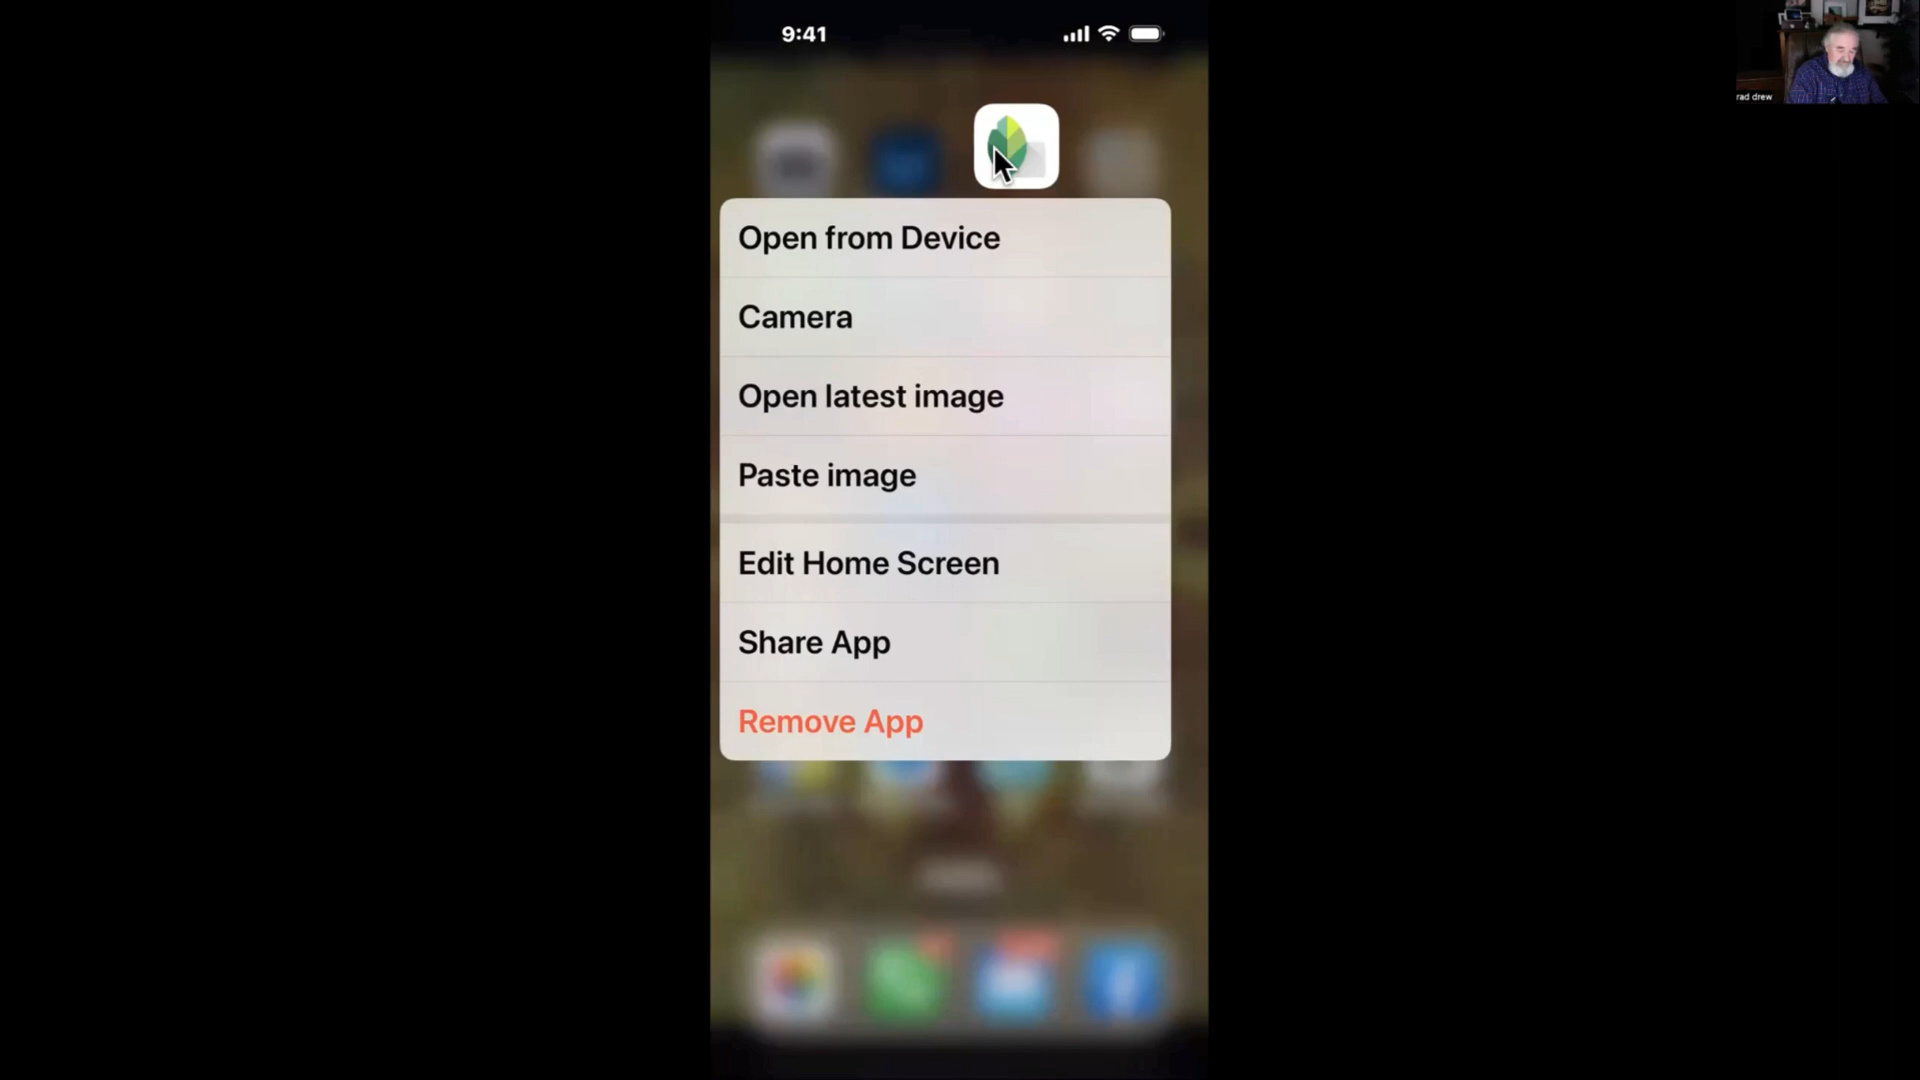 9:41
rad drew
Open from Device
Camera
Open latest image
Paste image
Edit Home Screen
Share App
Remove App